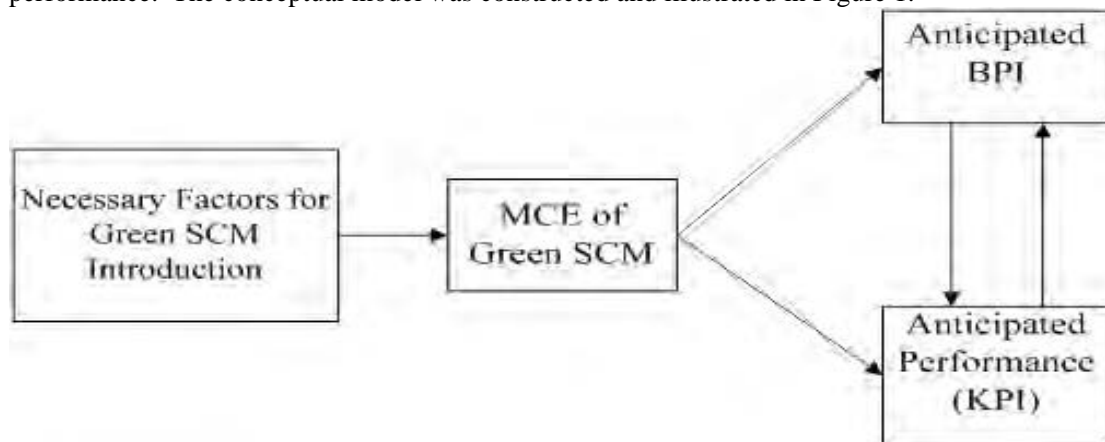 performance. The conceptual model was constructed and illustrated in Figure 1.
Anticipated
BPI
Necessary Factors for
Green SCM
Introduction
MCE of
Green SCM
Anticipated
Performance
(KPI)